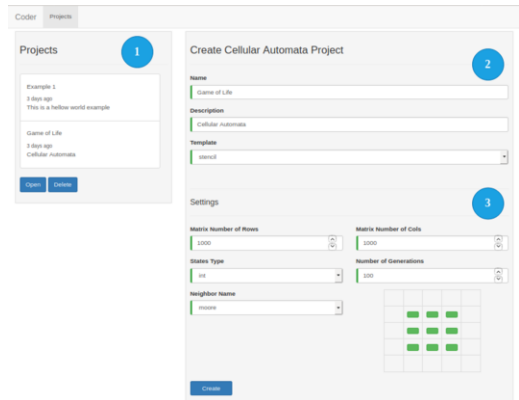 Coder Projects
Projects
1
Example 1
3 days ago
This is a hellow world example
Game of Life
3 days ago
Cellular Automata
Open Delete
Create Cellular Automata Project
2
Name
Game of Life
Description
Cellular Automata
Template
stencil
Settings
3
Matrix Number of Rows Matrix Number of Cols
1000 1000
States Type Number of Generations
int 100
Neighbor Name
moore
Create